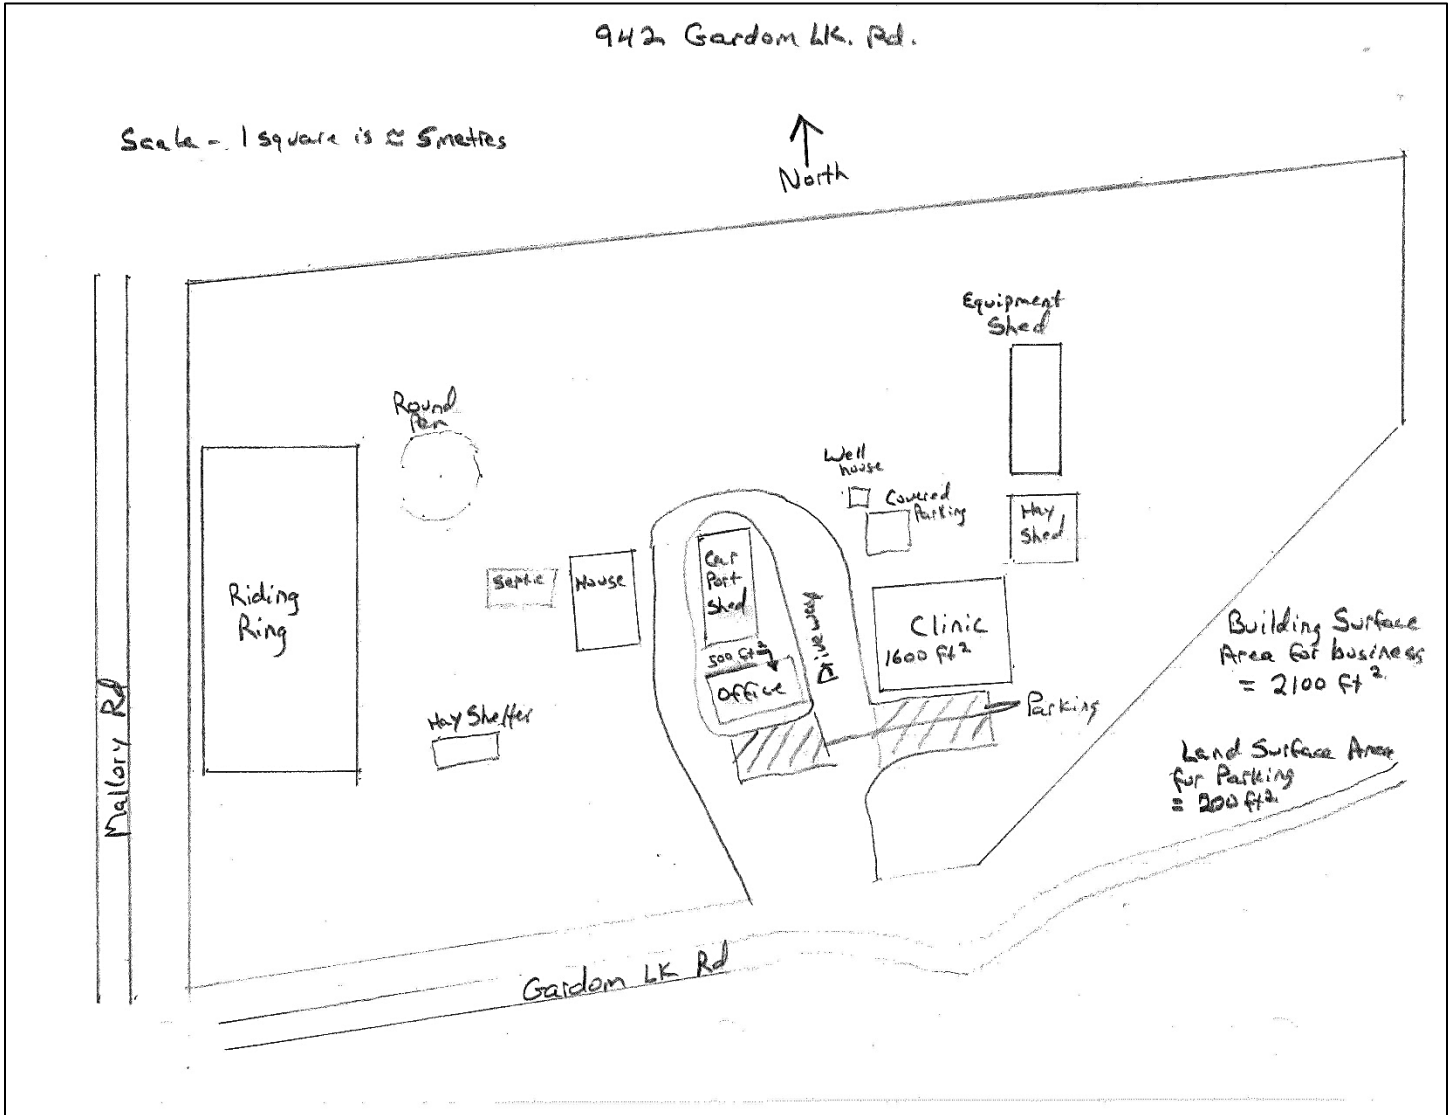 942 Gardom LK. Rd.
Scale - 1 square is ≈ 5metres
North
Equipment
Shed
Round
Pen
Well
house
Covered
Parking
Hay
Shed
Car
Port
Shed
Septic
House
Riding
Ring
Driveway
Clinic
1600 ft²
500 ft²
Office
Building Surface
Area for business
= 2100 ft².
Parking
Hay Shelter
Land Surface Area
for Parking
= 200 ft².
Mallory Rd
Gardom LK Rd